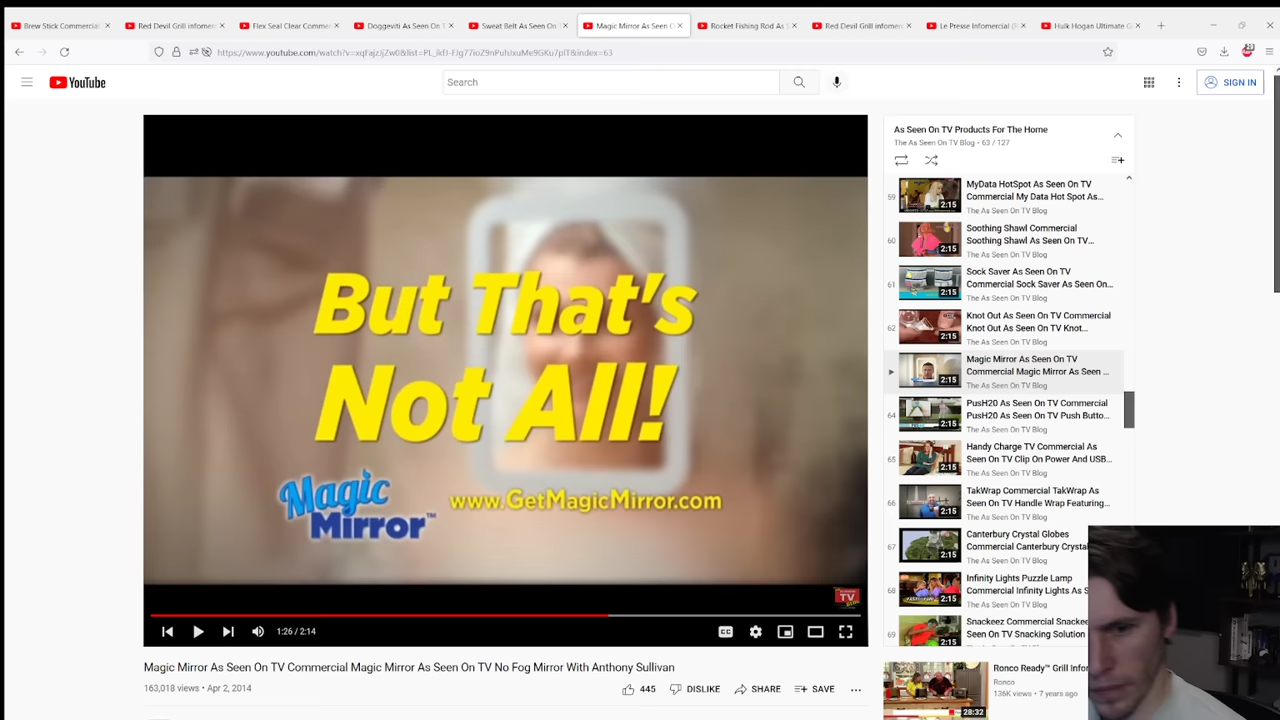 Brew Stick Commercial
Red Devil Grill infomer
Flex Seal Clear Comme
Doggeviti As Seen On T
Sweat Belt As Seen On
Magic Mirror As Seen O
Rocket Fishing Rod As S
Red Devil Grill infomerc
Le Presse Infomercial (P
Hulk Hogan Ultimate G
YouTube
Search
SIGN IN
But That's
Not All!
Magic
Mirror™
www.GetMagicMirror.com
TV
1:26 / 2:14
CC
Magic Mirror As Seen On TV Commercial Magic Mirror As Seen On TV No Fog Mirror With Anthony Sullivan
163,018 views • Apr 2, 2014
445
DISLIKE
SHARE
SAVE
As Seen On TV Products For The Home
The As Seen On TV Blog • 63 / 127
59
2:15
MyData HotSpot As Seen On TV
Commercial My Data Hot Spot As...
The As Seen On TV Blog
60
2:15
Soothing Shawl Commercial
Soothing Shawl As Seen On TV...
The As Seen On TV Blog
61
2:15
Sock Saver As Seen On TV
Commercial Sock Saver As Seen On...
The As Seen On TV Blog
62
2:15
Knot Out As Seen On TV Commercial
Knot Out As Seen On TV Knot...
The As Seen On TV Blog
2:15
Magic Mirror As Seen On TV
Commercial Magic Mirror As Seen ...
The As Seen On TV Blog
64
2:15
PusH20 As Seen On TV Commercial
PusH20 As Seen On TV Push Butto...
The As Seen On TV Blog
65
2:15
Handy Charge TV Commercial As
Seen On TV Clip On Power And USB...
The As Seen On TV Blog
66
2:15
TakWrap Commercial TakWrap As
Seen On TV Handle Wrap Featuring...
The As Seen On TV Blog
67
2:15
Canterbury Crystal Globes
Commercial Canterbury Crystal
The As Seen On TV Blog
68
2:15
Infinity Lights Puzzle Lamp
Commercial Infinity Lights As S
The As Seen On TV Blog
69
2:15
Snackeez Commercial Snackee
Seen On TV Snacking Solution
The As Seen On TV Blog
28:32
Ronco Ready™ Grill Infor
Ronco
136K views • 7 years ago